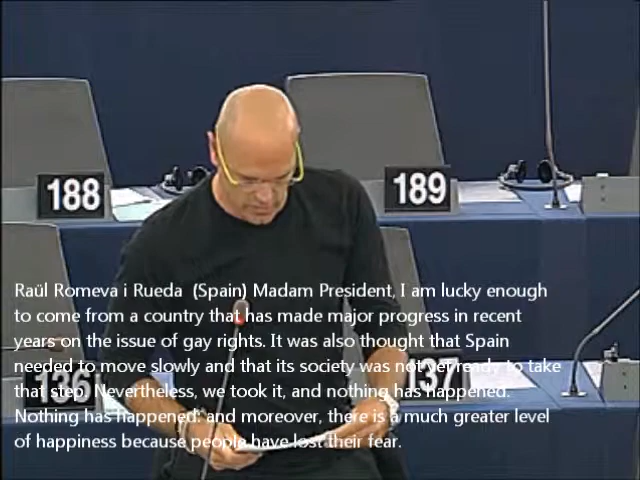 188
189
Raül Romeva i Rueda (Spain) Madam President, I am lucky enough
to come from a country that has made major progress in recent
years on the issue of gay rights. It was also thought that Spain
needed to move slowly and that its society was not yet ready to take
that step. Nevertheless, we took it, and nothing has happened.
Nothing has happened: and moreover, there is a much greater level
of happiness because people have lost their fear.
136
137